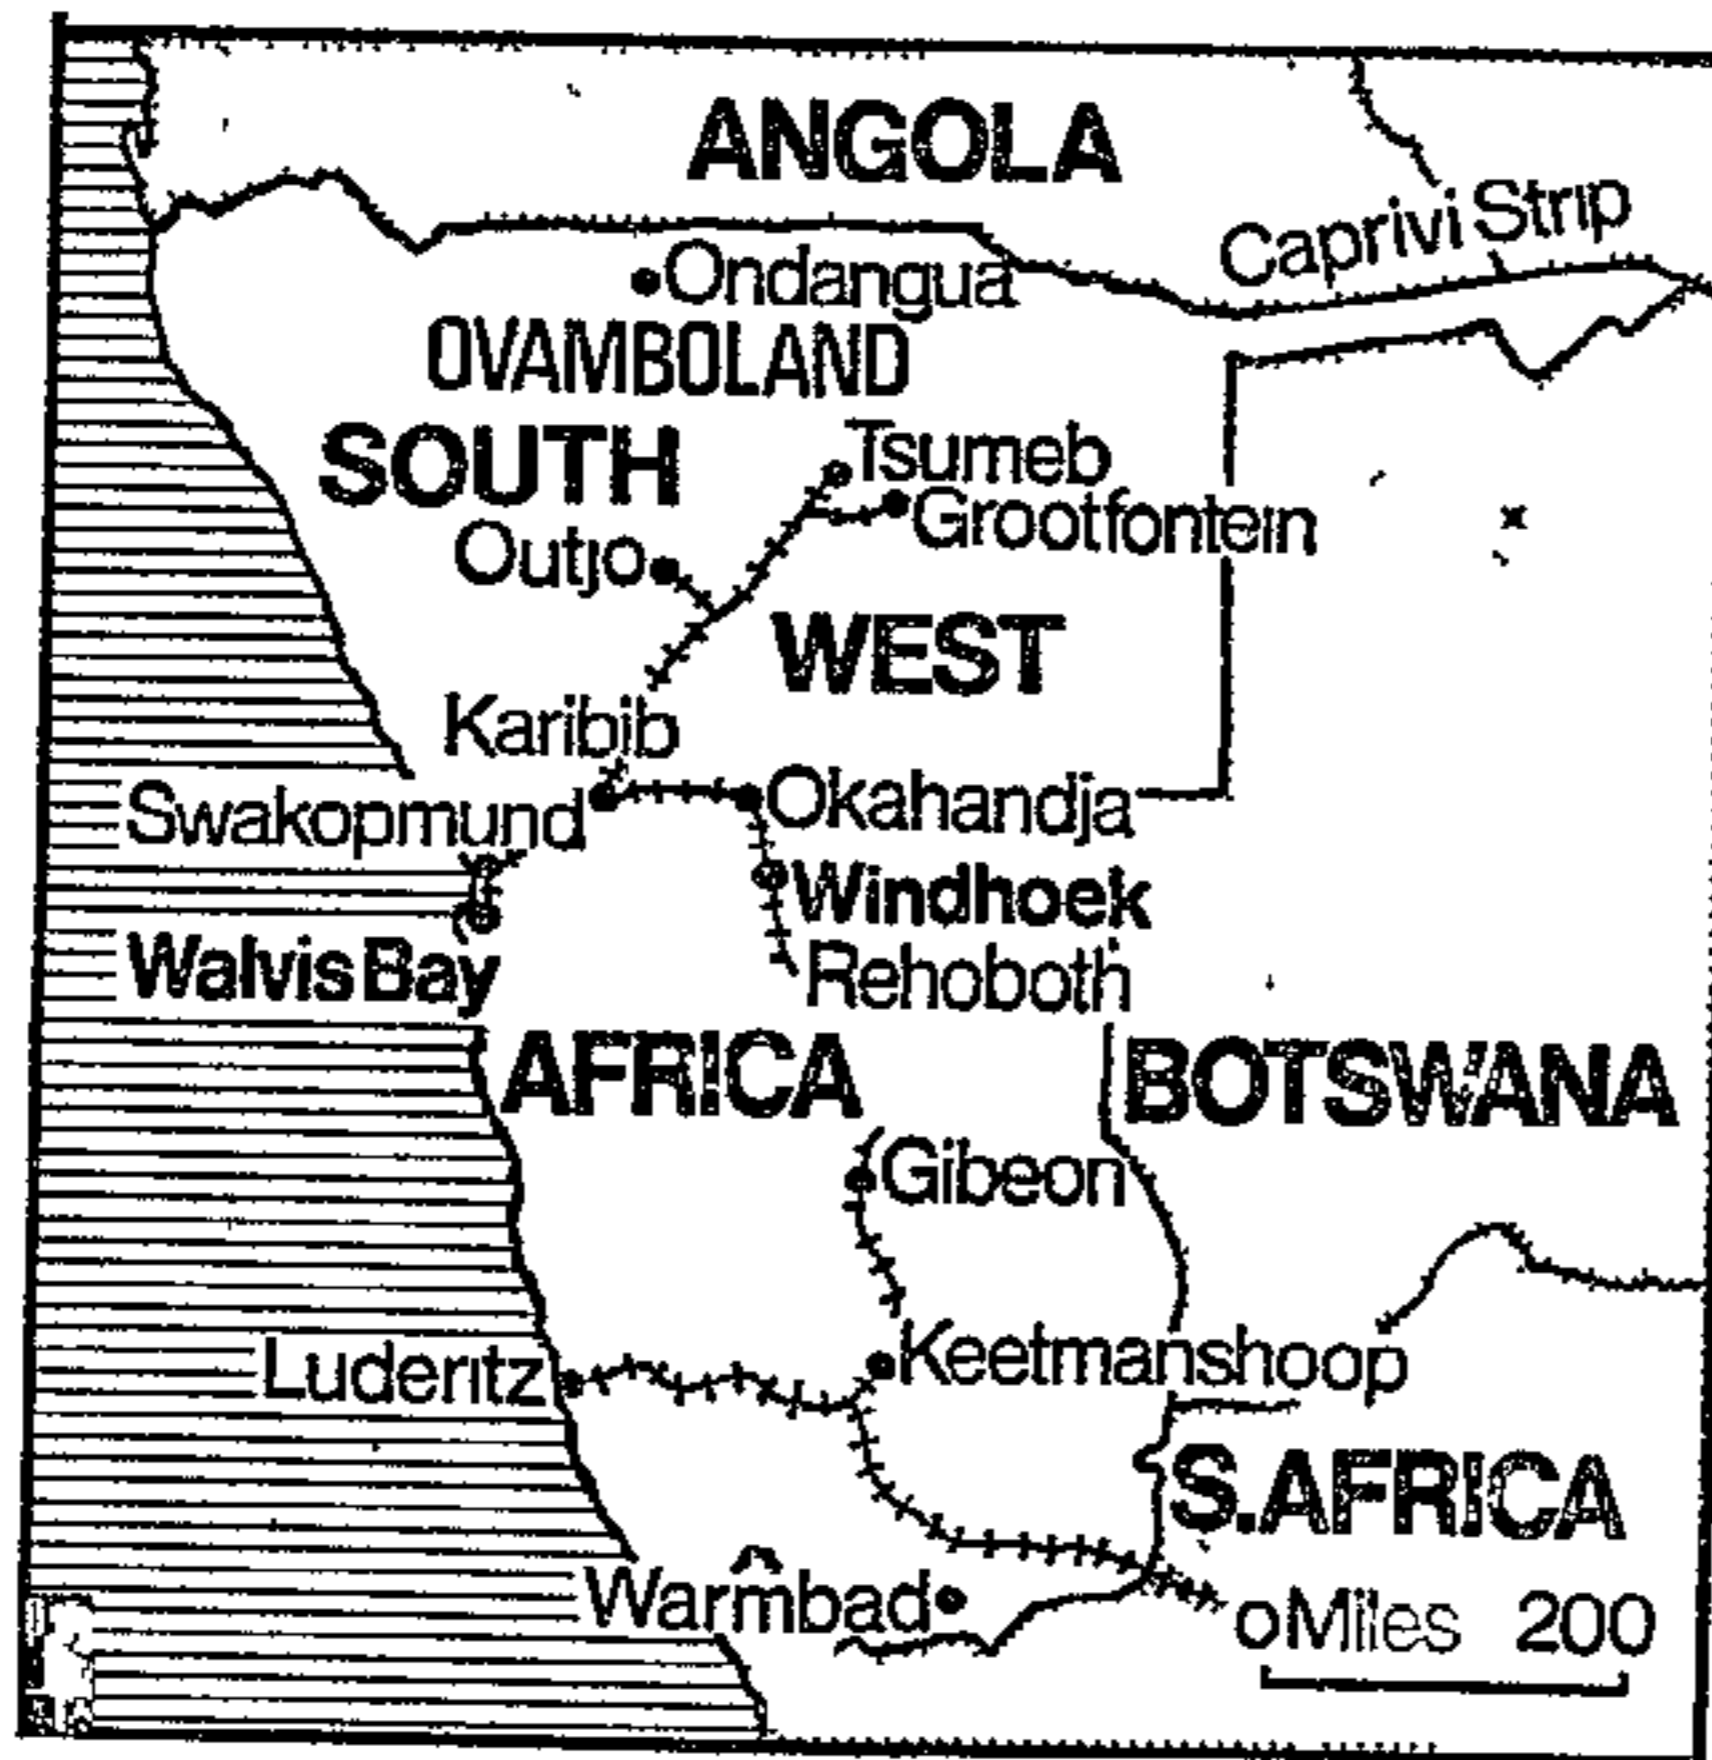 ANGOLA
Caprivi Strip
Ondangua
OVAMBOLAND
SOUTH
Tsumeb
Grootfontein
Outjo
WEST
Karibib
Swakopmund
Okahandja
Windhoek
Walvis Bay
Rehoboth
AFRICA
BOTSWANA
Gibeon
Keetmanshoop
Luderitz
S.AFRICA
Warmbad
0 Miles 200